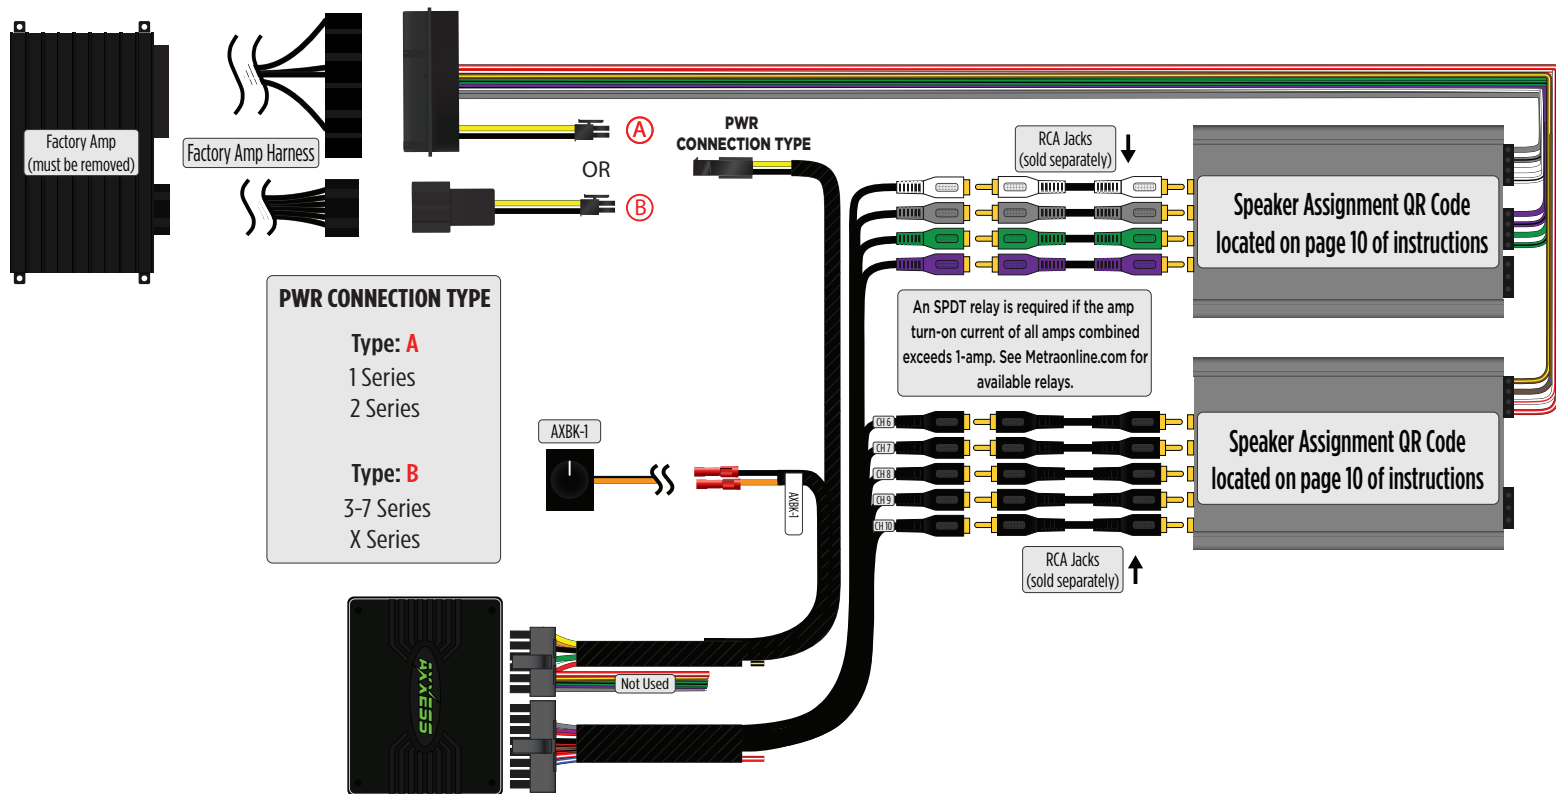 Factory Amp
(must be removed)
Factory Amp Harness
A
OR
B
PWR
CONNECTION TYPE
RCA Jacks
(sold separately)
Speaker Assignment QR Code
located on page 10 of instructions
PWR CONNECTION TYPE
Type: A
1 Series
2 Series
Type: B
3-7 Series
X Series
An SPDT relay is required if the amp
turn-on current of all amps combined
exceeds 1-amp. See Metraonline.com for
available relays.
AXBK-1
AXBK-1
CH 6
CH 7
CH 8
CH 9
CH 10
Speaker Assignment QR Code
located on page 10 of instructions
RCA Jacks
(sold separately)
Not Used
AXXESS